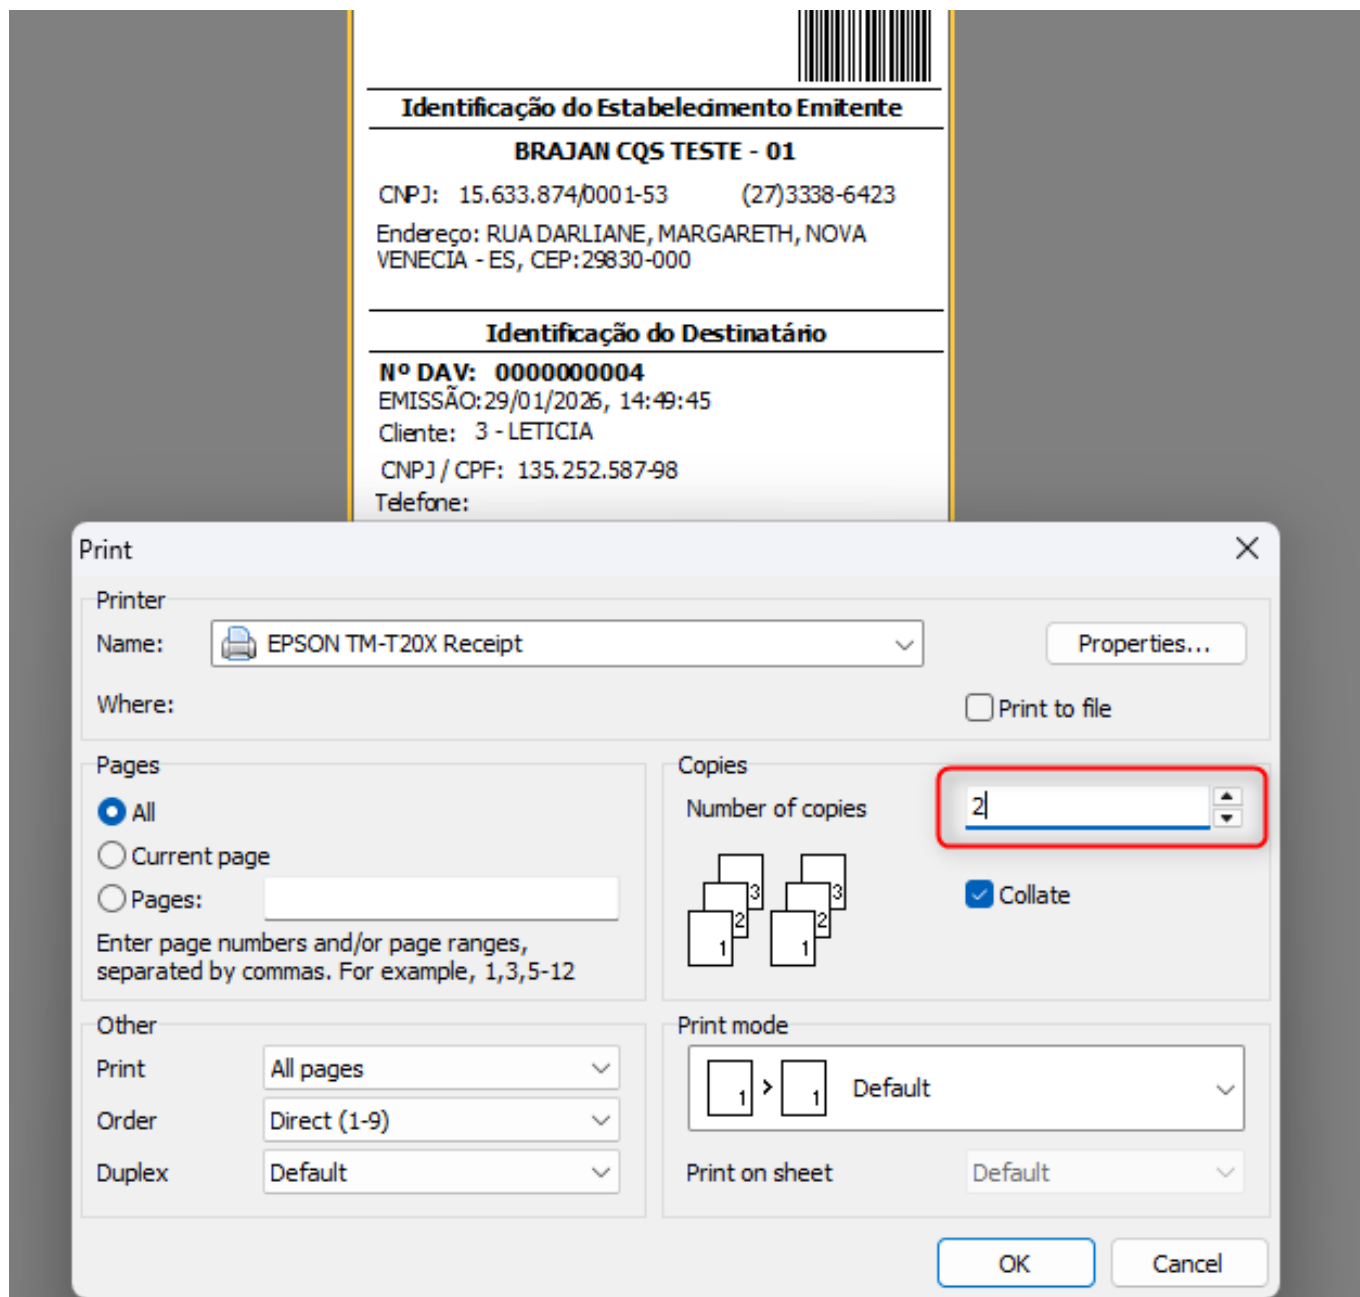 Identificação do Estabelecimento Emitente
BRAJAN CQS TESTE - 01
CNPJ: 15.633.874/0001-53 (27)3338-6423
Endereço: RUA DARLIANE, MARGARETH, NOVA
VENECIA - ES, CEP:29830-000
Identificação do Destinatário
Nº DAV: 0000000004
EMISSÃO:29/01/2026, 14:49:45
Cliente: 3 - LETICIA
CNPJ / CPF: 135.252.587-98
Telefone:
Print
Printer
Name: EPSON TM-T20X Receipt Properties...
Where: Print to file
Pages
All
Current page
Pages:
Enter page numbers and/or page ranges,
separated by commas. For example, 1,3,5-12
Copies
Number of copies 2
3 3
2 2
1 1
Collate
Other
Print All pages
Order Direct (1-9)
Duplex Default
Print mode
1 > 1 Default
Print on sheet Default
OK Cancel